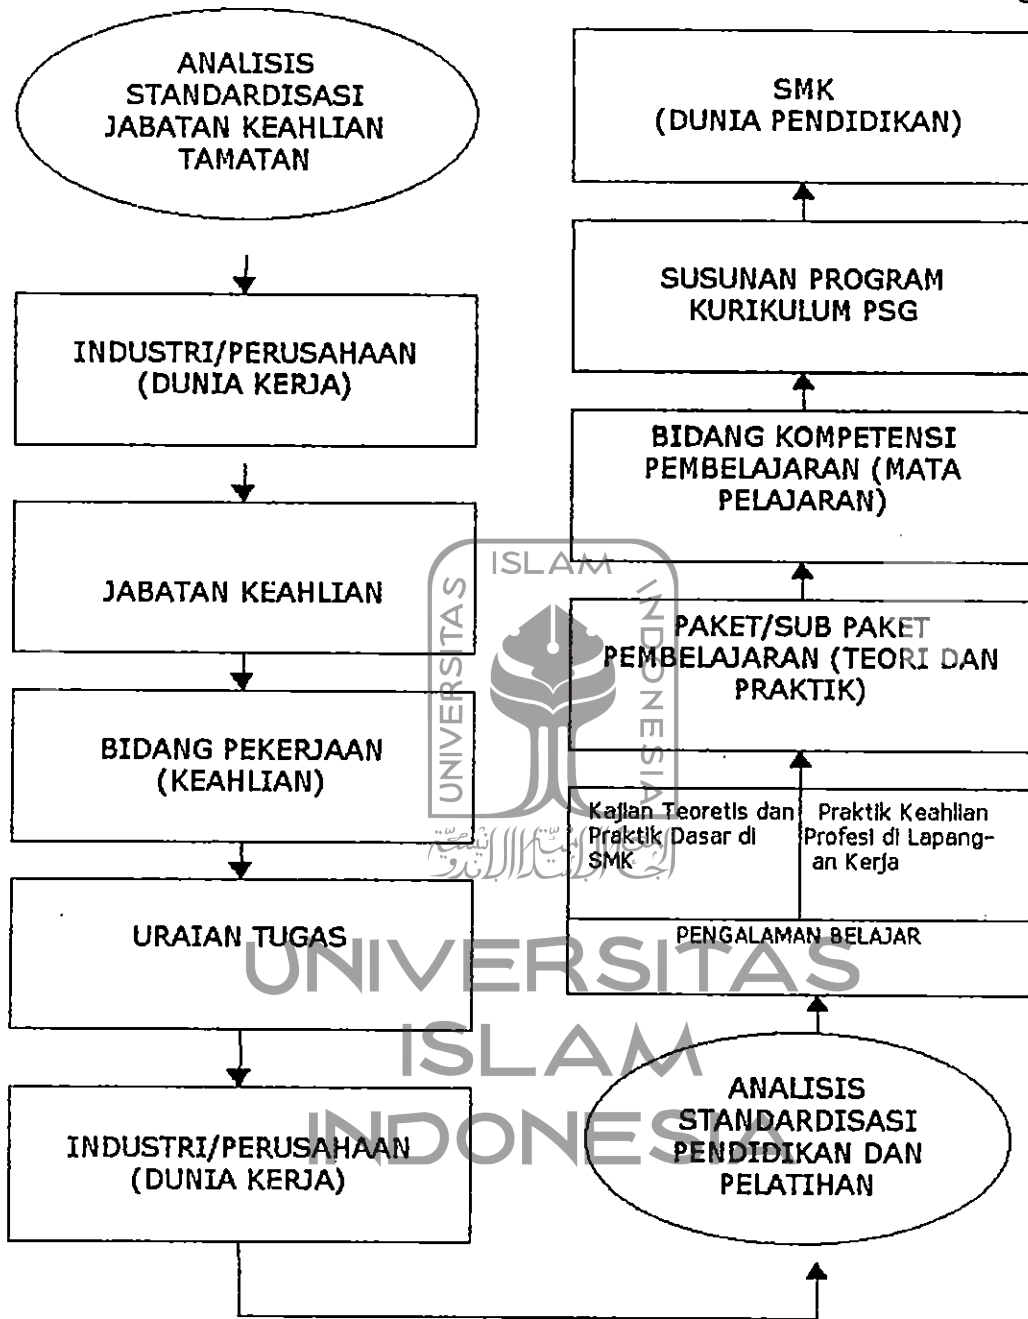 ANALISIS
STANDARDISASI
JABATAN KEAHLIAN
TAMATAN
INDUSTRI/PERUSAHAAN
(DUNIA KERJA)
JABATAN KEAHLIAN
BIDANG PEKERJAAN
(KEAHLIAN)
URAIAN TUGAS
INDUSTRI/PERUSAHAAN
(DUNIA KERJA)
SMK
(DUNIA PENDIDIKAN)
SUSUNAN PROGRAM
KURIKULUM PSG
BIDANG KOMPETENSI
PEMBELAJARAN (MATA
PELAJARAN)
PAKET/SUB PAKET
PEMBELAJARAN (TEORI DAN
PRAKTIK)
Kajian Teoretis dan
Praktik Dasar di
SMK
Praktik Keahlian
Profesi di Lapang-
an Kerja
PENGALAMAN BELAJAR
ANALISIS
STANDARDISASI
PENDIDIKAN DAN
PELATIHAN
UNIVERSITAS
ISLAM
INDONESIA
UNIVERSITAS
ISLAM
INDONESIA